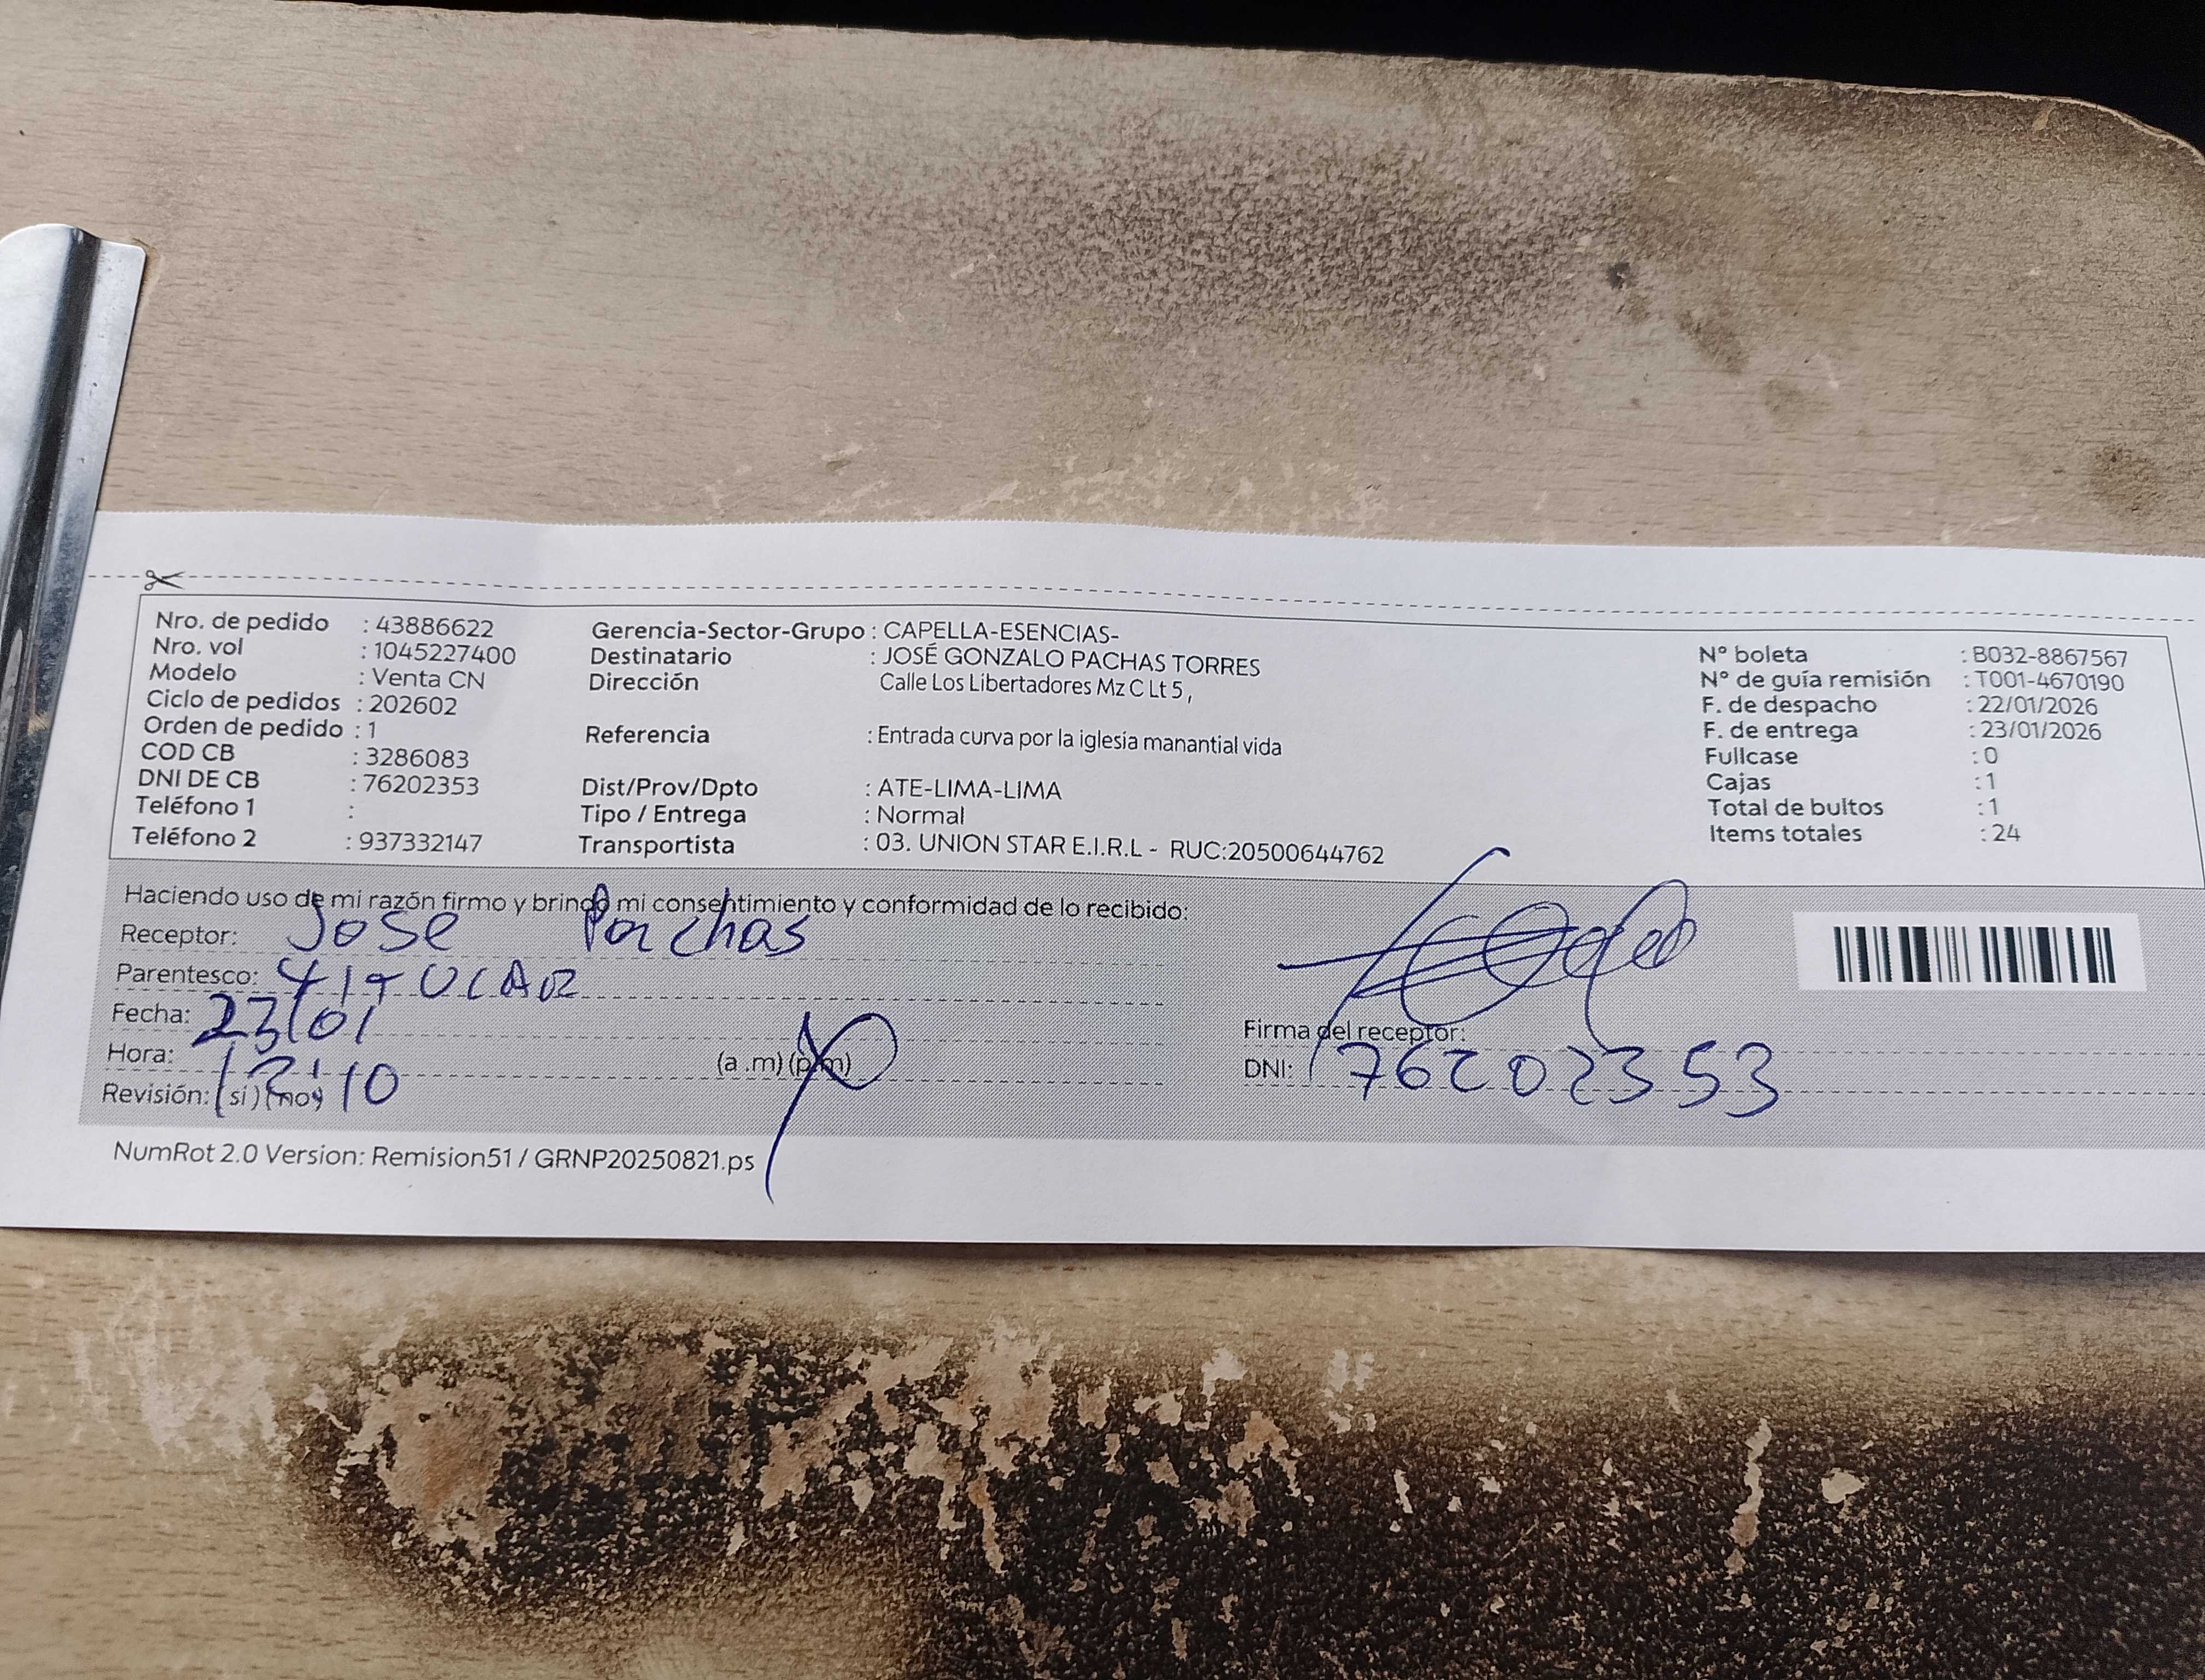 Nro. de pedido : 43886622
Nro. vol : 1045227400
Modelo : Venta CN
Ciclo de pedidos : 202602
Orden de pedido : 1
COD CB : 3286083
DNI DE CB : 76202353
Teléfono 1 :
Teléfono 2 : 937332147
Gerencia-Sector-Grupo : CAPELLA-ESENCIAS-
Destinatario : JOSÉ GONZALO PACHAS TORRES
Dirección Calle Los Libertadores Mz C Lt 5 ,
Referencia : Entrada curva por la iglesia manantial vida
Dist/Prov/Dpto : ATE-LIMA-LIMA
Tipo / Entrega : Normal
Transportista : 03. UNION STAR E.I.R.L - RUC:20500644762
N° boleta : B032-8867567
N° de guía remisión : T001-4670190
F. de despacho : 22/01/2026
F. de entrega : 23/01/2026
Fullcase : 0
Cajas : 1
Total de bultos : 1
Items totales : 24
Haciendo uso de mi razón firmo y brindo mi consentimiento y conformidad de lo recibido:
Receptor: Jose Pachas
Parentesco:
Fecha: 23/01
Hora: 12:10 (a .m) (p.m)
Revisión: (si) (no)
Firma del receptor:
DNI: 76202353
NumRot 2.0 Version: Remision51 / GRNP20250821.ps